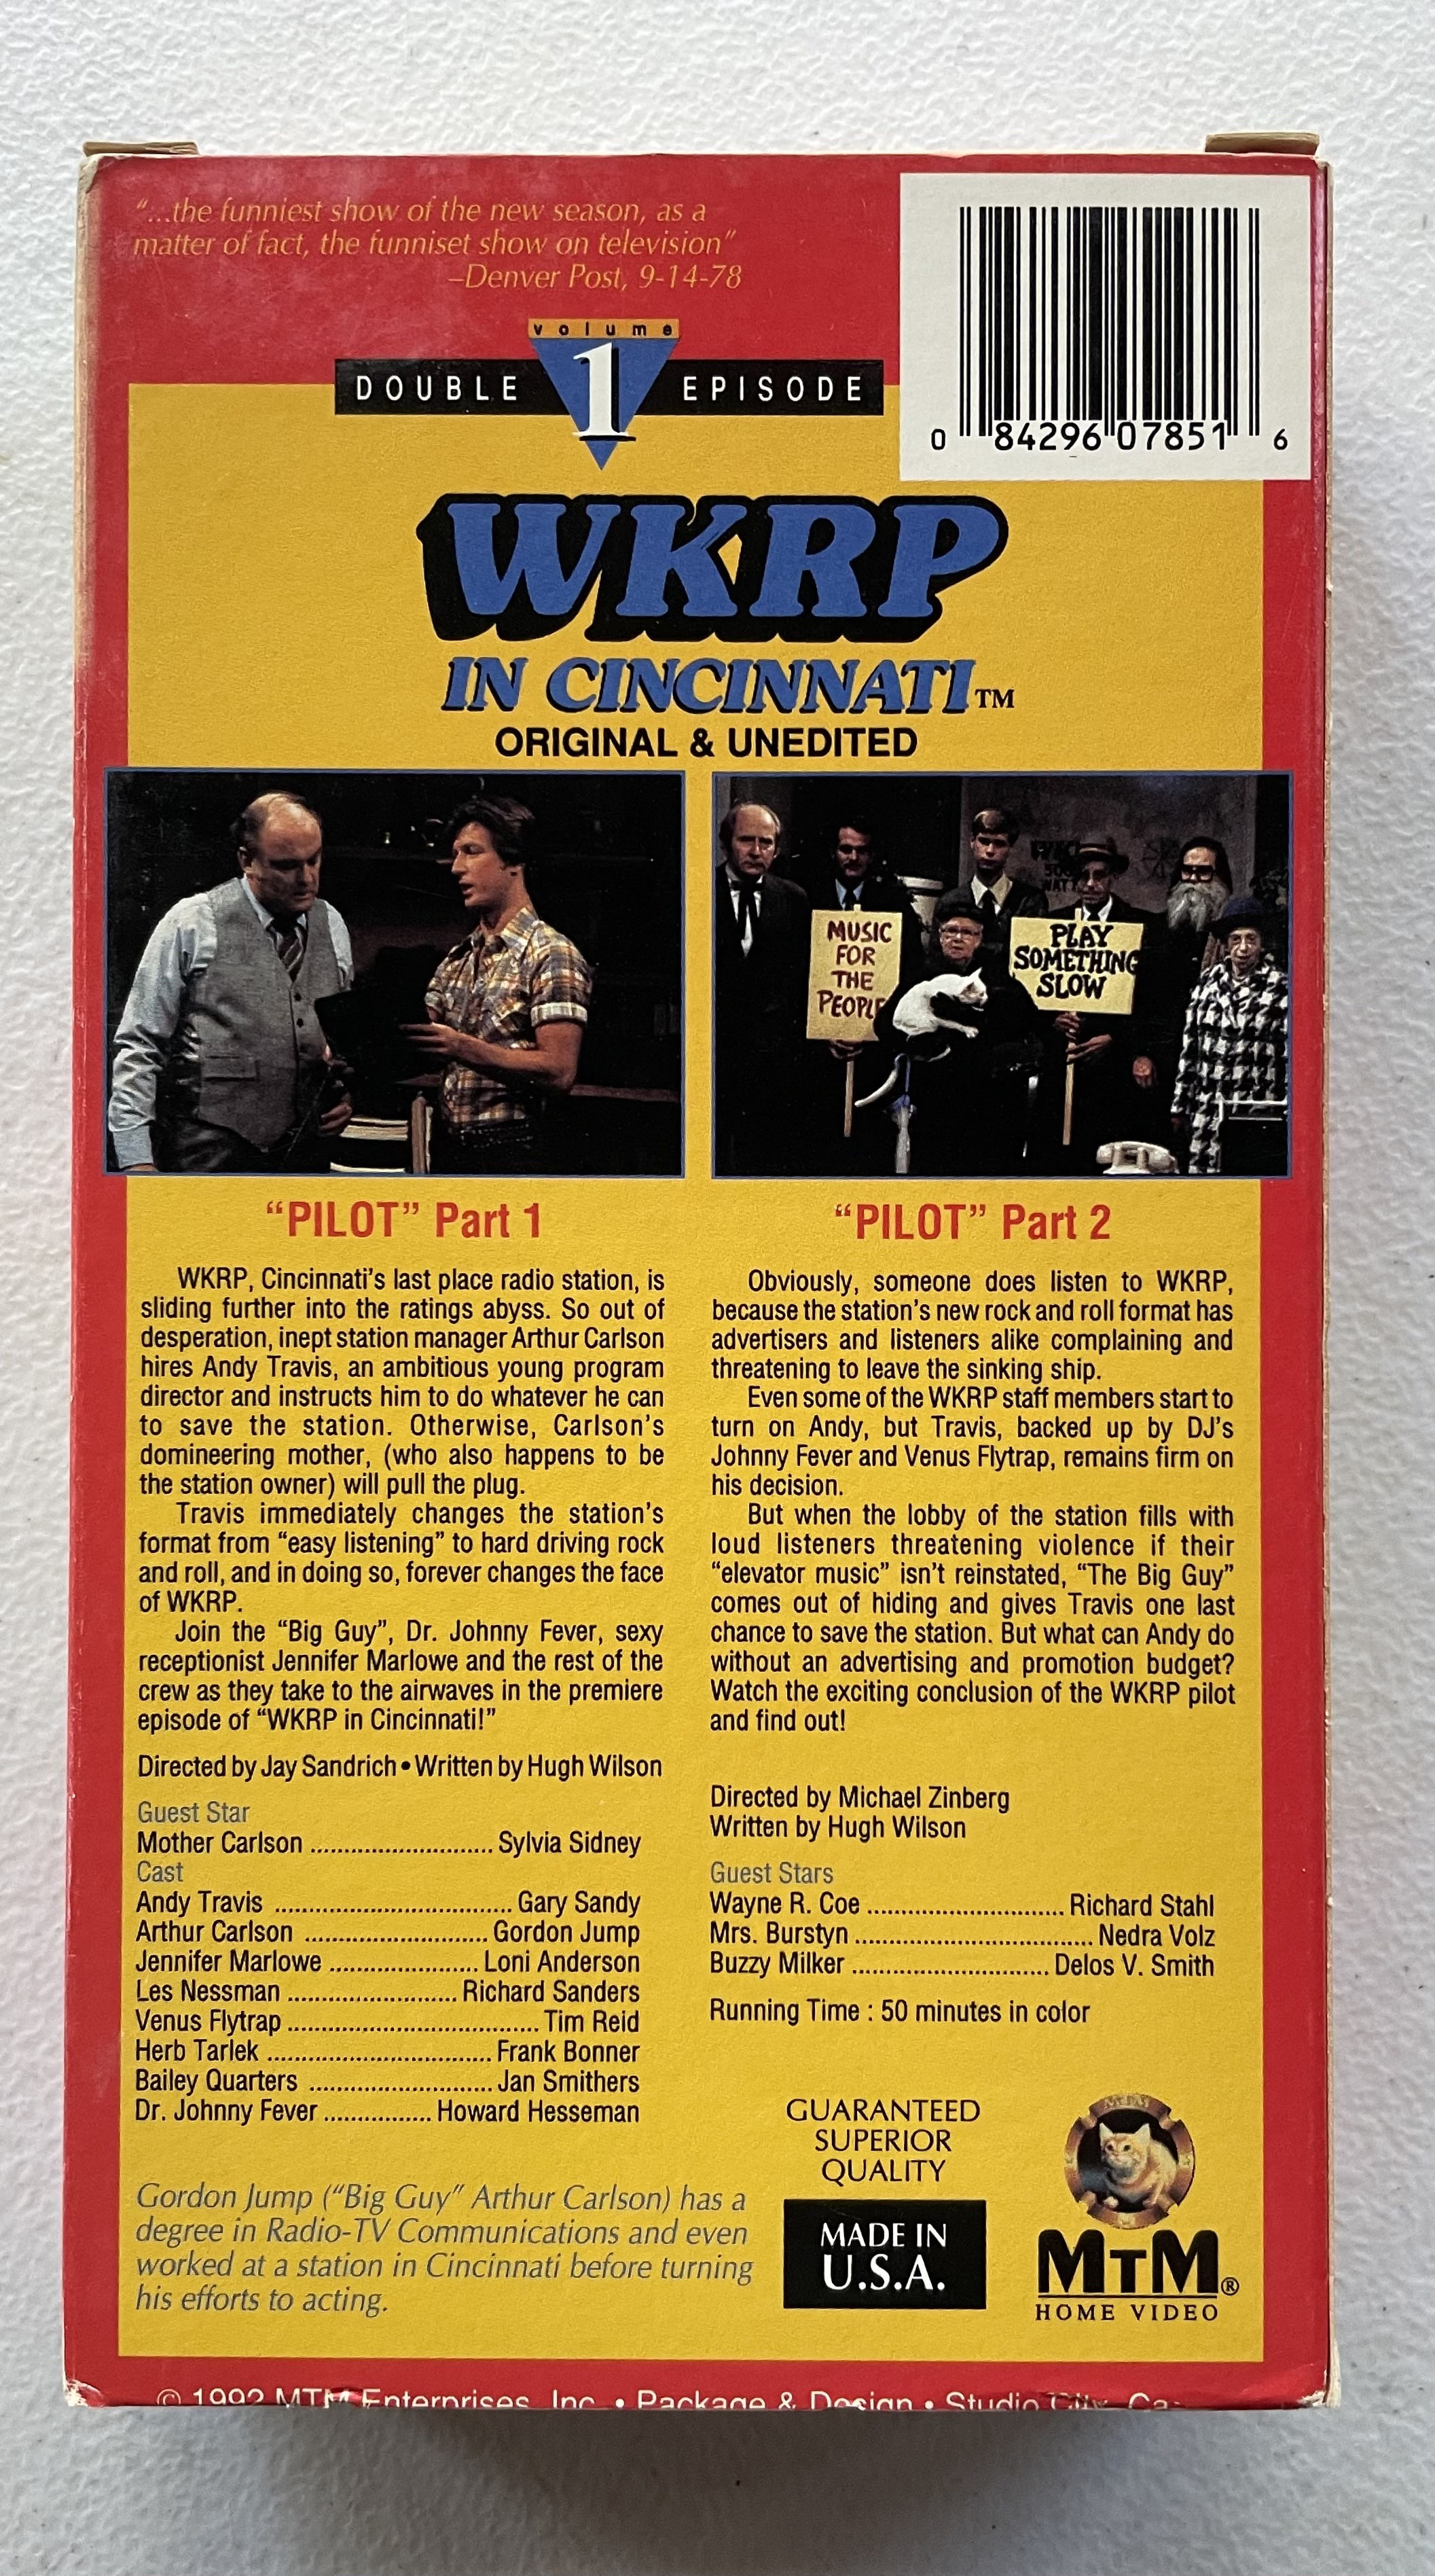 “...the funniest show of the new season, as a
matter of fact, the funniset show on television”
–Denver Post, 9-14-78
volume
DOUBLE 1 EPISODE
0 84296 07851 6
WKRP
IN CINCINNATI™
ORIGINAL & UNEDITED
MUSIC
FOR
THE
PEOPLE
PLAY
SOMETHING
SLOW
“PILOT” Part 1
WKRP, Cincinnati’s last place radio station, is
sliding further into the ratings abyss. So out of
desperation, inept station manager Arthur Carlson
hires Andy Travis, an ambitious young program
director and instructs him to do whatever he can
to save the station. Otherwise, Carlson’s
domineering mother, (who also happens to be
the station owner) will pull the plug.
Travis immediately changes the station’s
format from “easy listening” to hard driving rock
and roll, and in doing so, forever changes the face
of WKRP.
Join the “Big Guy”, Dr. Johnny Fever, sexy
receptionist Jennifer Marlowe and the rest of the
crew as they take to the airwaves in the premiere
episode of “WKRP in Cincinnati!”
Directed by Jay Sandrich • Written by Hugh Wilson
Guest Star
Mother Carlson .......................... Sylvia Sidney
Cast
Andy Travis .................................. Gary Sandy
Arthur Carlson .......................... Gordon Jump
Jennifer Marlowe ..................... Loni Anderson
Les Nessman ........................ Richard Sanders
Venus Flytrap .................................... Tim Reid
Herb Tarlek ................................ Frank Bonner
Bailey Quarters .......................... Jan Smithers
Dr. Johnny Fever ................ Howard Hesseman
Gordon Jump (“Big Guy” Arthur Carlson) has a
degree in Radio-TV Communications and even
worked at a station in Cincinnati before turning
his efforts to acting.
“PILOT” Part 2
Obviously, someone does listen to WKRP,
because the station’s new rock and roll format has
advertisers and listeners alike complaining and
threatening to leave the sinking ship.
Even some of the WKRP staff members start to
turn on Andy, but Travis, backed up by DJ’s
Johnny Fever and Venus Flytrap, remains firm on
his decision.
But when the lobby of the station fills with
loud listeners threatening violence if their
“elevator music” isn’t reinstated, “The Big Guy”
comes out of hiding and gives Travis one last
chance to save the station. But what can Andy do
without an advertising and promotion budget?
Watch the exciting conclusion of the WKRP pilot
and find out!
Directed by Michael Zinberg
Written by Hugh Wilson
Guest Stars
Wayne R. Coe ............................ Richard Stahl
Mrs. Burstyn .................................. Nedra Volz
Buzzy Milker ............................ Delos V. Smith
Running Time : 50 minutes in color
GUARANTEED
SUPERIOR
QUALITY
MADE IN
U.S.A.
MTM
MTM®
HOME VIDEO
© 1992 MTM Enterprises, Inc. • Package & Design • Studio City, Ca